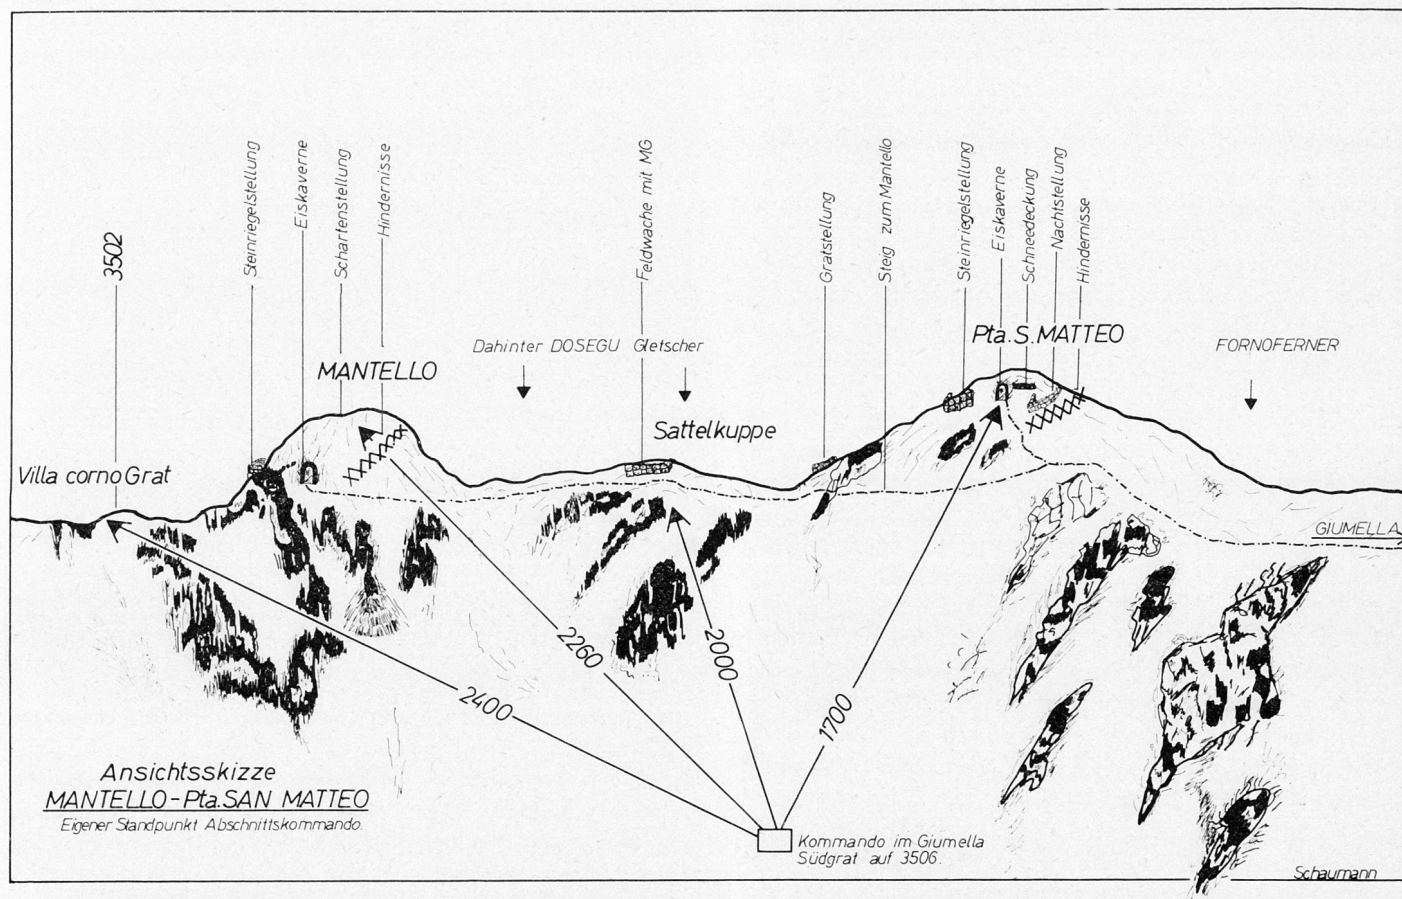 3502
Steinriegelstellung
Eiskaverne
Schartenstellung
Hindernisse
Feldwache mit MG
Gratstellung
Steig zum Mantello
Steinriegelstellung
Eiskaverne
Schneedeckung
Nachtstellung
Hindernisse
MANTELLO
Dahinter DOSEGU Gletscher
Pta.S.MATTEO
FORNOFERNER
Sattelkuppe
Villa corno Grat
GIUMELLA
2400
2260
2000
1700
Ansichtsskizze
MANTELLO-Pta.SAN MATTEO
Eigener Standpunkt Abschnittskommando.
Kommando im Giumella
Südgrat auf 3506.
Schaumann